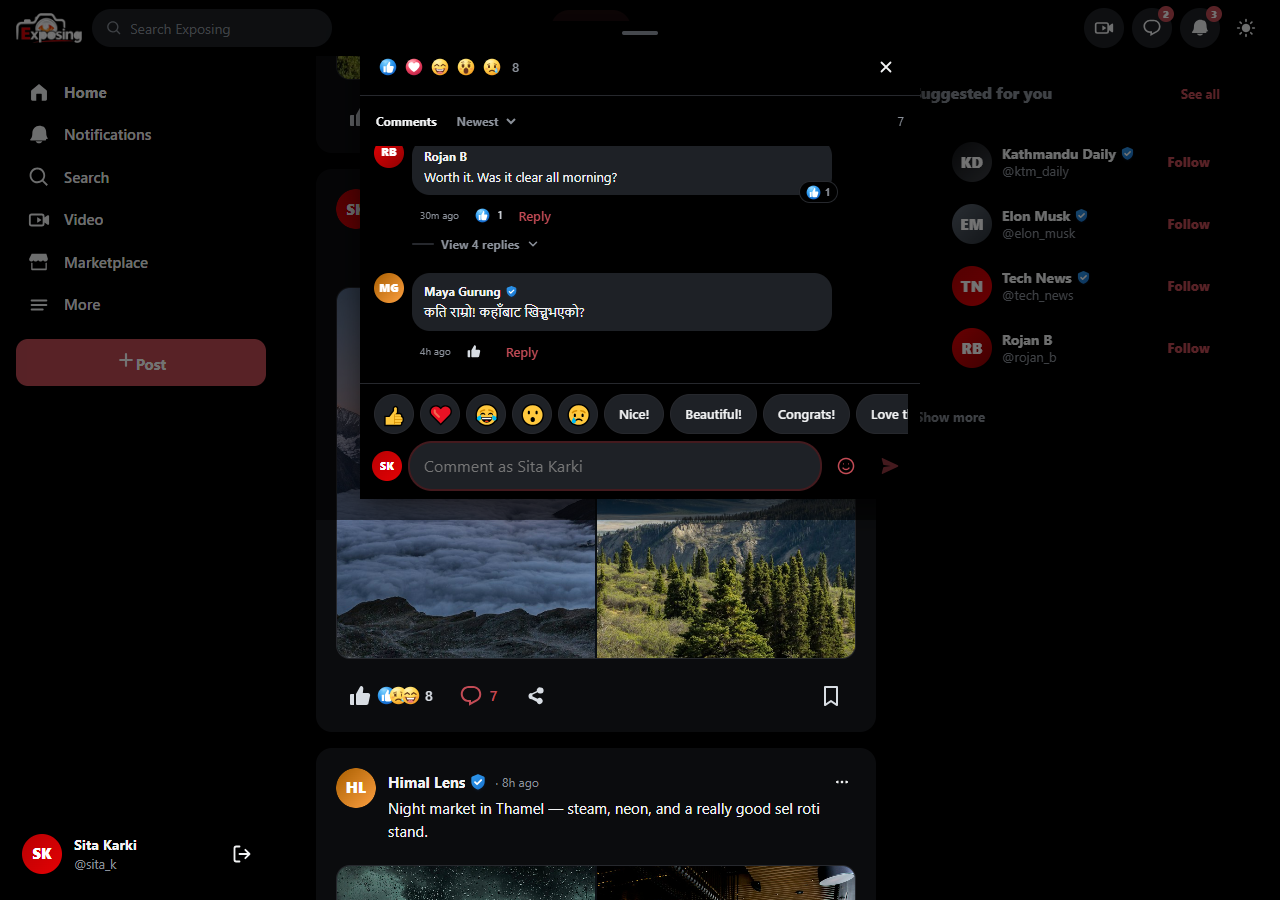 Exposing
Search Exposing
2
3
Home
Notifications
Search
Video
Marketplace
More
Post
Sita Karki
@sita_k
SK
8
Comments
Newest
7
RB
Rojan B
Worth it. Was it clear all morning?
1
30m ago
1
Reply
View 4 replies
MG
Maya Gurung
कति राम्रो! कहाँबाट खिच्नुभएको?
4h ago
Reply
Nice!
Beautiful!
Congrats!
Love t
SK
Comment as Sita Karki
8
7
HL
Himal Lens
· 8h ago
Night market in Thamel — steam, neon, and a really good sel roti
stand.
uggested for you
See all
KD
Kathmandu Daily
@ktm_daily
Follow
EM
Elon Musk
@elon_musk
Follow
TN
Tech News
@tech_news
Follow
RB
Rojan B
@rojan_b
Follow
Show more